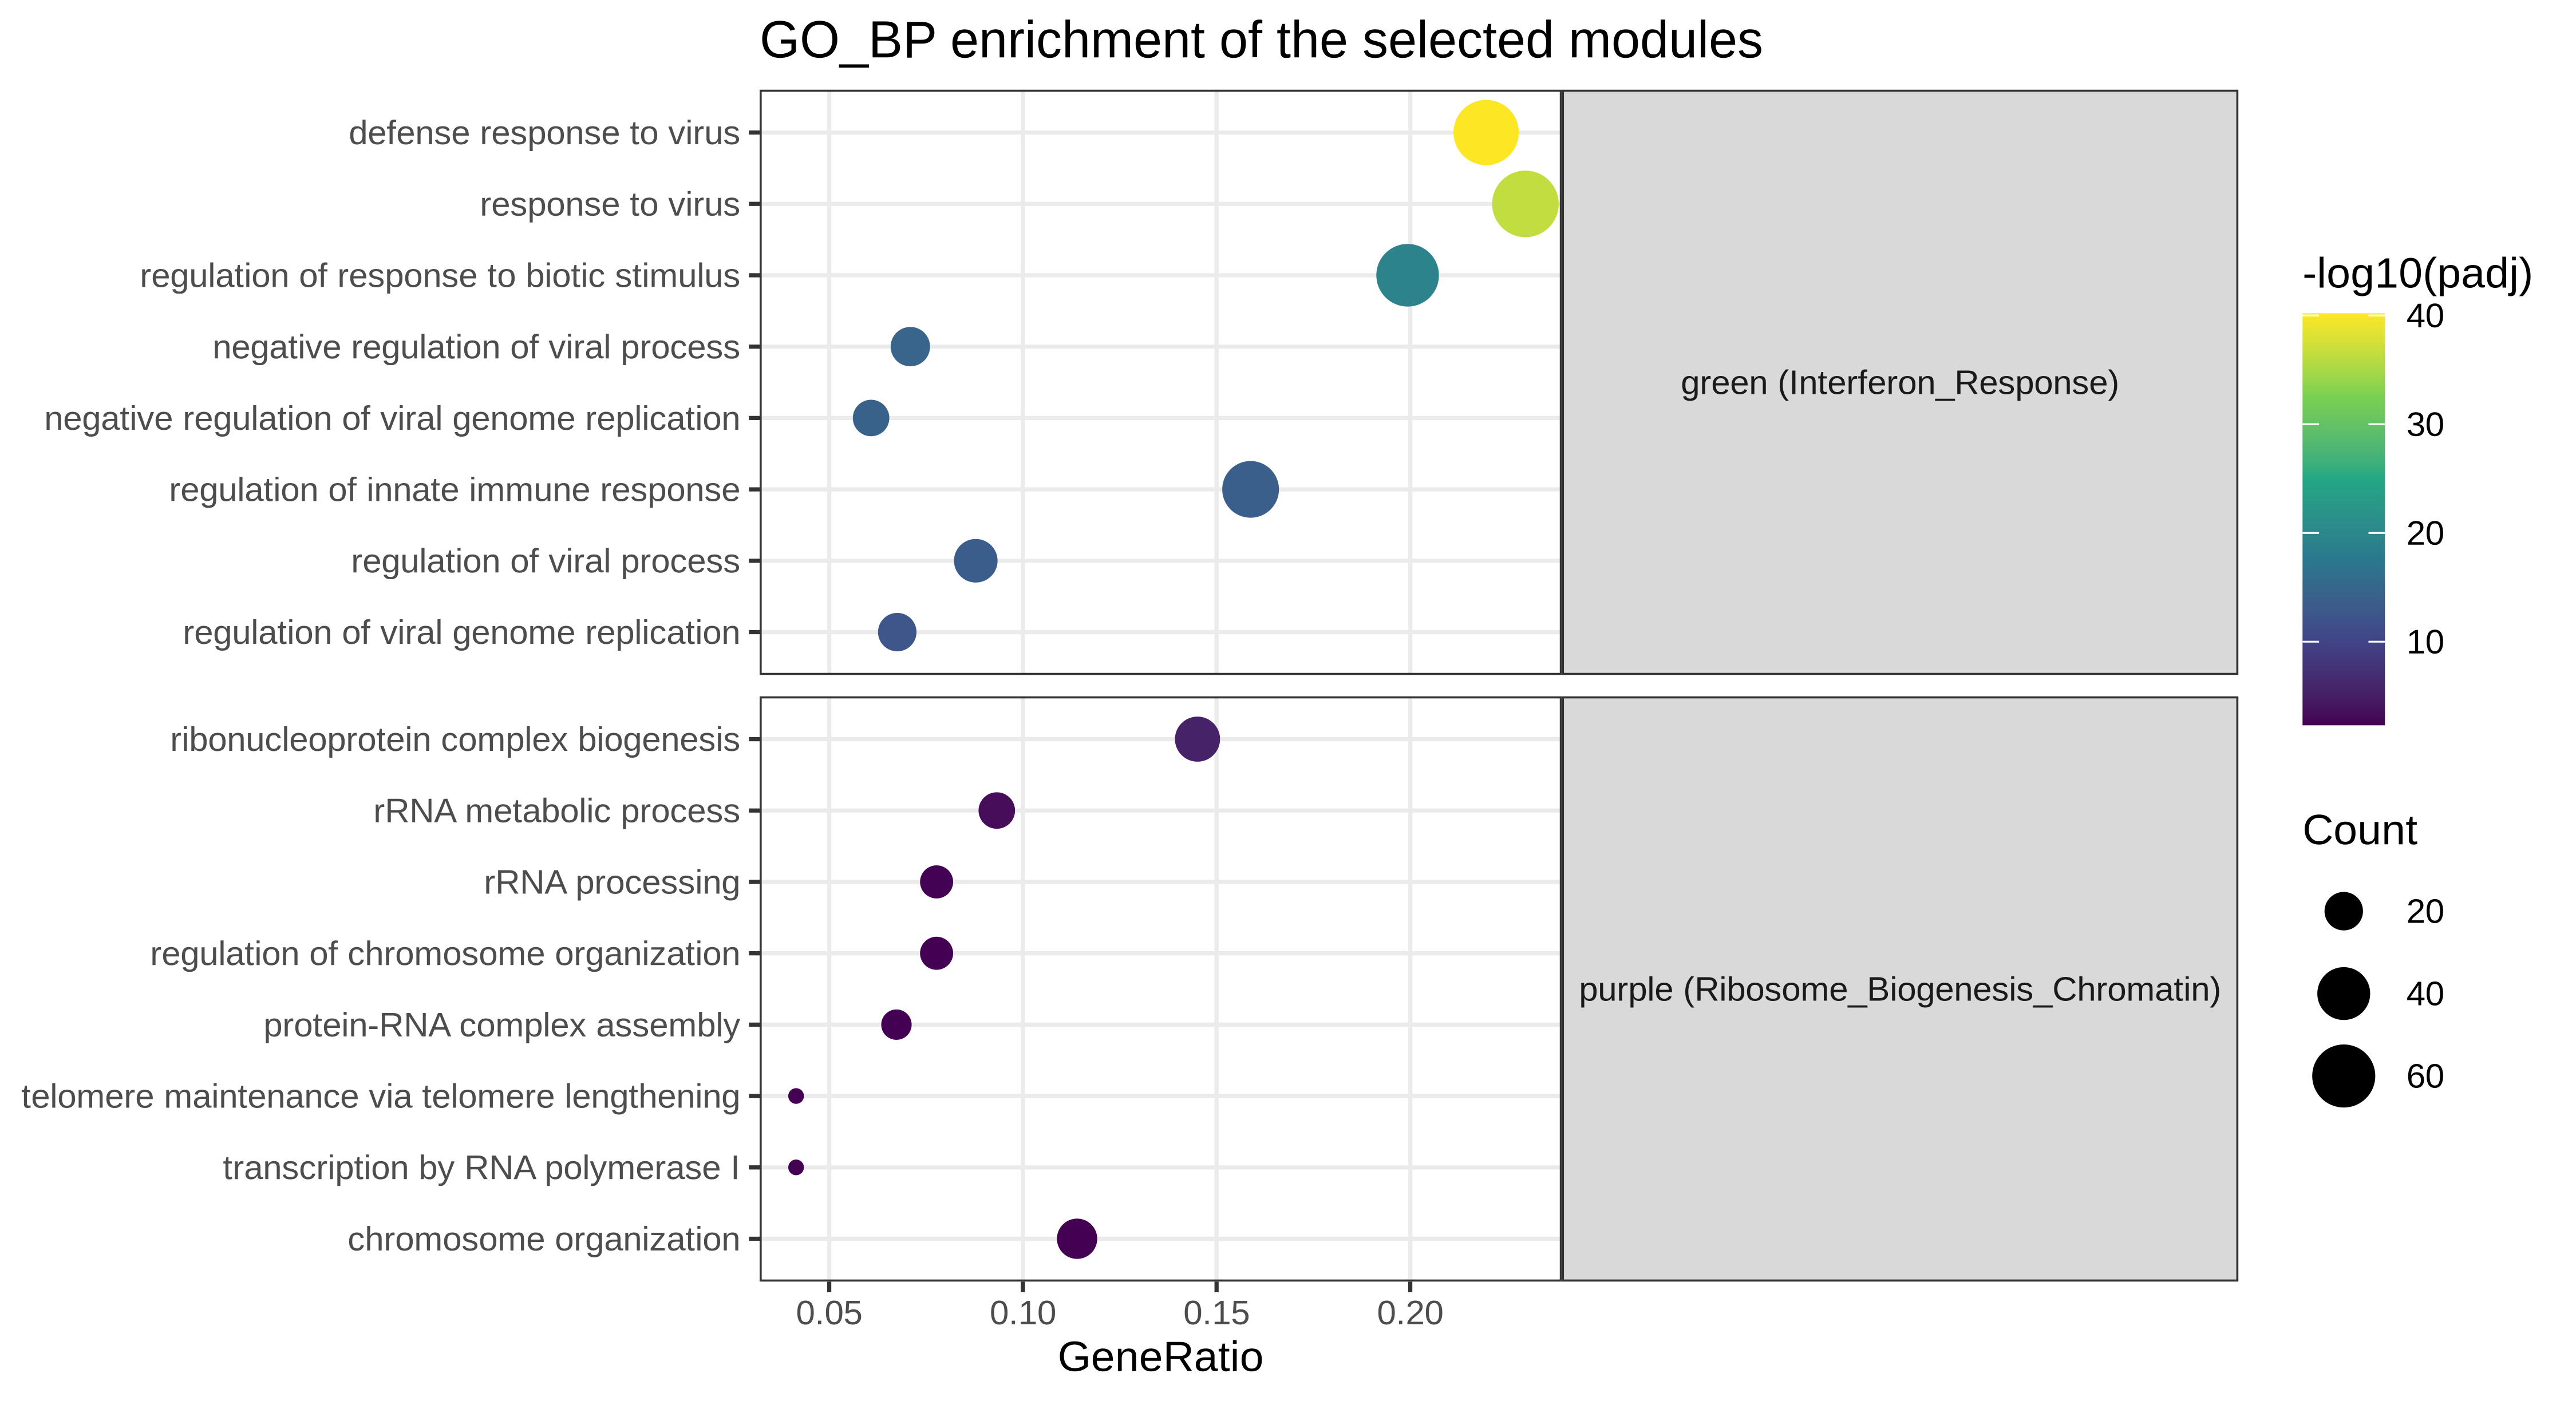 GO_BP enrichment of the selected modules
defense response to virus
response to virus
regulation of response to biotic stimulus
negative regulation of viral process
negative regulation of viral genome replication
regulation of innate immune response
regulation of viral process
regulation of viral genome replication
green (Interferon_Response)
ribonucleoprotein complex biogenesis
rRNA metabolic process
rRNA processing
regulation of chromosome organization
protein-RNA complex assembly
telomere maintenance via telomere lengthening
transcription by RNA polymerase I
chromosome organization
purple (Ribosome_Biogenesis_Chromatin)
0.05 0.10 0.15 0.20
GeneRatio
-log10(padj)
40
30
20
10
Count
20
40
60